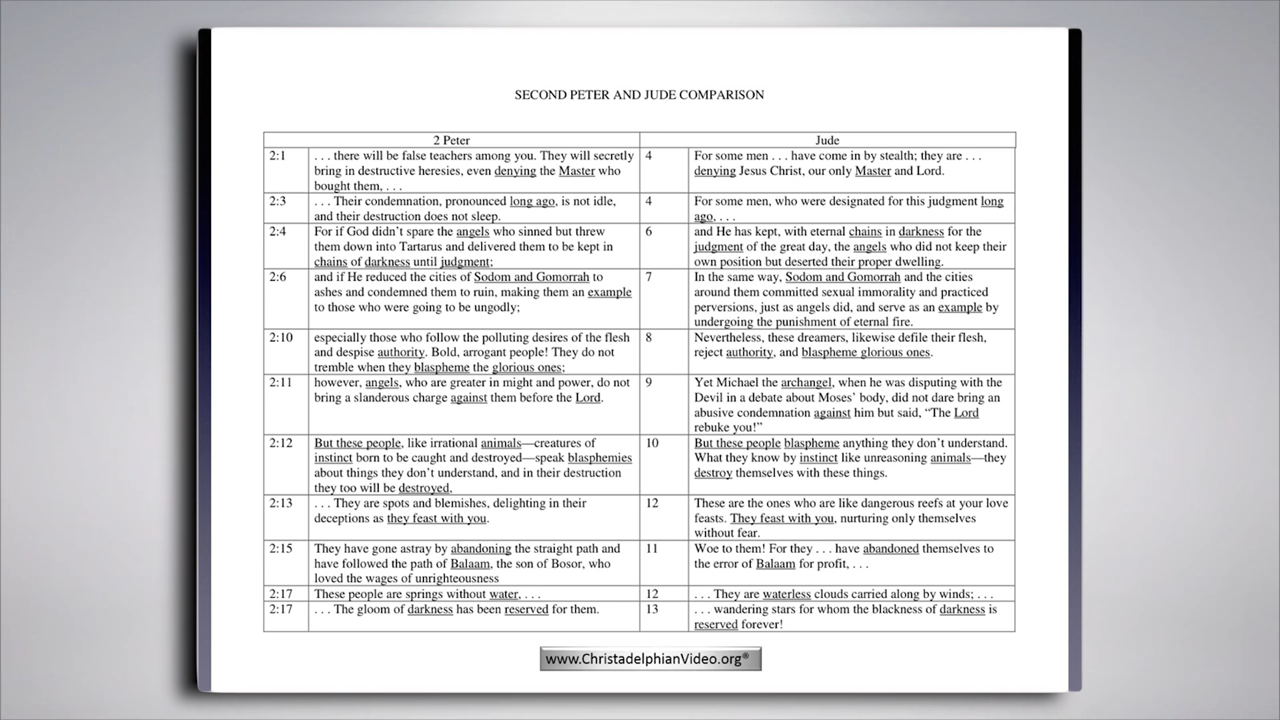 SECOND PETER AND JUDE COMPARISON
2 Peter
Jude
2:1
. . . there will be false teachers among you. They will secretly
bring in destructive heresies, even denying the Master who
bought them, . . .
4
For some men . . . have come in by stealth; they are . . .
denying Jesus Christ, our only Master and Lord.
2:3
. . . Their condemnation, pronounced long ago, is not idle,
and their destruction does not sleep.
4
For some men, who were designated for this judgment long
ago, . . .
2:4
For if God didn't spare the angels who sinned but threw
them down into Tartarus and delivered them to be kept in
chains of darkness until judgment;
6
and He has kept, with eternal chains in darkness for the
judgment of the great day, the angels who did not keep their
own position but deserted their proper dwelling.
2:6
and if He reduced the cities of Sodom and Gomorrah to
ashes and condemned them to ruin, making them an example
to those who were going to be ungodly;
7
In the same way, Sodom and Gomorrah and the cities
around them committed sexual immorality and practiced
perversions, just as angels did, and serve as an example by
undergoing the punishment of eternal fire.
2:10
especially those who follow the polluting desires of the flesh
and despise authority. Bold, arrogant people! They do not
tremble when they blaspheme the glorious ones;
8
Nevertheless, these dreamers, likewise defile their flesh,
reject authority, and blaspheme glorious ones.
2:11
however, angels, who are greater in might and power, do not
bring a slanderous charge against them before the Lord.
9
Yet Michael the archangel, when he was disputing with the
Devil in a debate about Moses' body, did not dare bring an
abusive condemnation against him but said, "The Lord
rebuke you!"
2:12
But these people, like irrational animals—creatures of
instinct born to be caught and destroyed—speak blasphemies
about things they don't understand, and in their destruction
they too will be destroyed,
10
But these people blaspheme anything they don't understand.
What they know by instinct like unreasoning animals—they
destroy themselves with these things.
2:13
. . . They are spots and blemishes, delighting in their
deceptions as they feast with you.
12
These are the ones who are like dangerous reefs at your love
feasts. They feast with you, nurturing only themselves
without fear.
2:15
They have gone astray by abandoning the straight path and
have followed the path of Balaam, the son of Bosor, who
loved the wages of unrighteousness
11
Woe to them! For they . . . have abandoned themselves to
the error of Balaam for profit, . . .
2:17
These people are springs without water, . . .
12
. . . They are waterless clouds carried along by winds; . . .
2:17
. . . The gloom of darkness has been reserved for them.
13
. . . wandering stars for whom the blackness of darkness is
reserved forever!
www.ChristadelphianVideo.org®